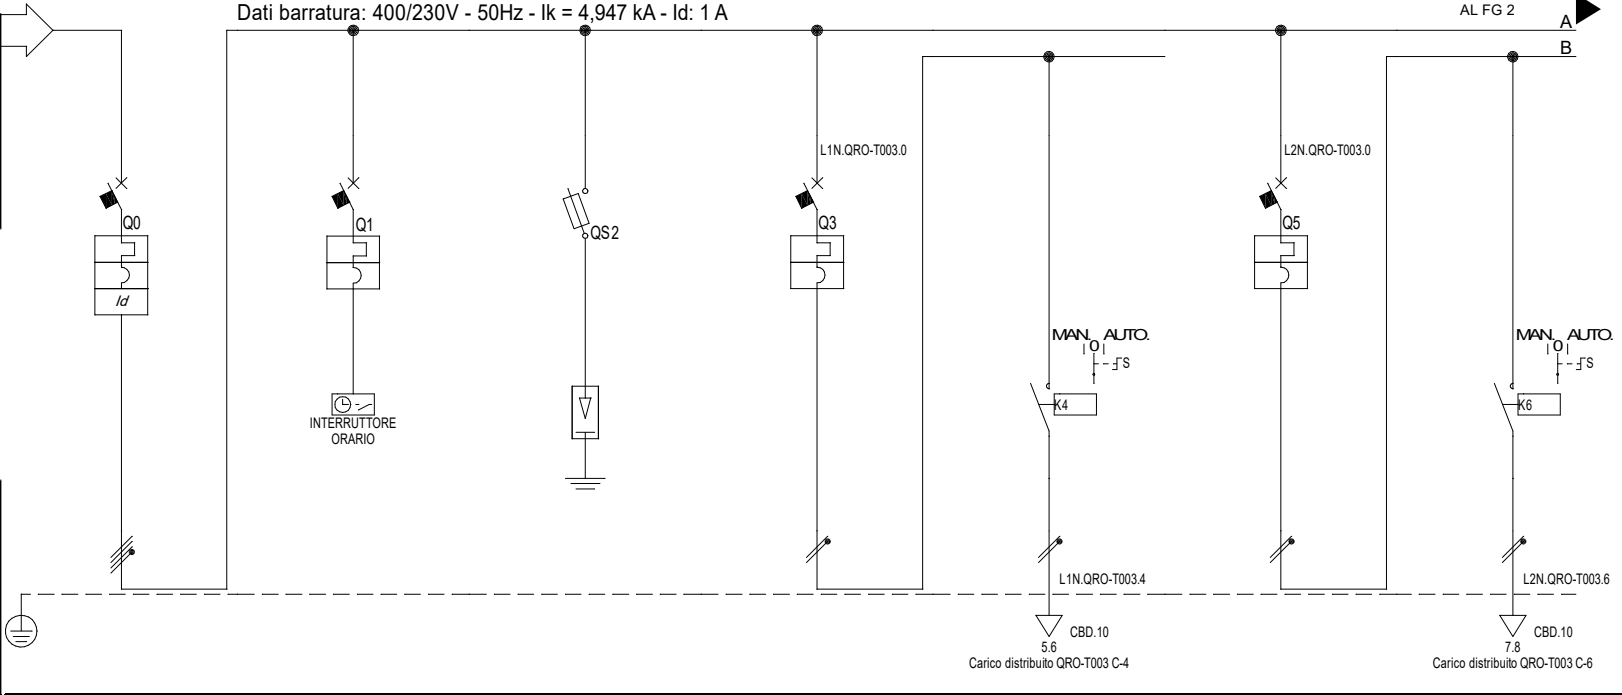 Dati barratura: 400/230V - 50Hz - Ik = 4,947 kA - Id: 1 A
AL FG 2
A
B
L1N.QRO-T003.0
L2N.QRO-T003.0
Q0
Q1
QS2
Q3
Q5
Id
MAN. 0 AUTO.
S
K4
MAN. 0 AUTO.
S
K6
INTERRUTTORE
ORARIO
L1N.QRO-T003.4
L2N.QRO-T003.6
CBD.10
5.6
Carico distribuito QRO-T003 C-4
CBD.10
7.8
Carico distribuito QRO-T003 C-6